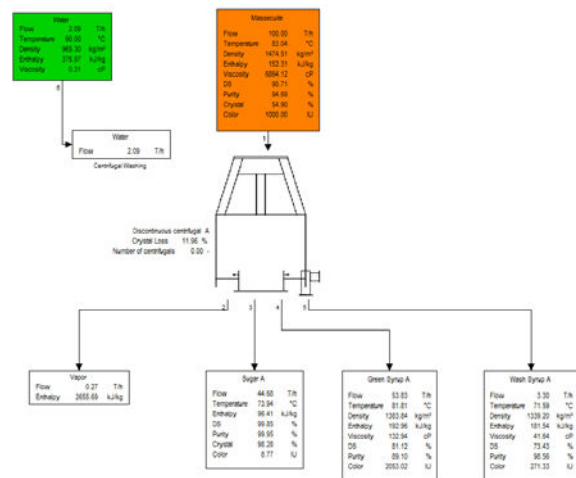 Water
Flow 2.09 T/h
Temperature 90.00 °C
Density 965.30 kg/m³
Enthalpy 376.97 kJ/kg
Viscosity 0.31 cP
Massecuite
Flow 100.00 T/h
Temperature 83.04 °C
Density 1474.51 kg/m³
Enthalpy 152.31 kJ/kg
Viscosity 6864.12 cP
DS 90.71 %
Purity 94.69 %
Crystal 54.90 %
Color 1000.00 IU
6
1
Water
Flow 2.09 T/h
Centrifugal Washing
Discontinuous centrifugal A
Crystal Loss 11.96 %
Number of centrifugals 0.00 -
2 3 4 5
Vapor
Flow 0.27 T/h
Enthalpy 2655.69 kJ/kg
Sugar A
Flow 44.68 T/h
Temperature 73.94 °C
Enthalpy 96.41 kJ/kg
DS 99.85 %
Purity 99.95 %
Crystal 98.28 %
Color 8.77 IU
Green Syrup A
Flow 53.83 T/h
Temperature 81.81 °C
Density 1383.84 kg/m³
Enthalpy 192.96 kJ/kg
Viscosity 132.94 cP
DS 81.12 %
Purity 89.10 %
Color 2053.02 IU
Wash Syrup A
Flow 3.30 T/h
Temperature 71.59 °C
Density 1339.20 kg/m³
Enthalpy 181.54 kJ/kg
Viscosity 41.64 cP
DS 73.43 %
Purity 98.56 %
Color 271.33 IU